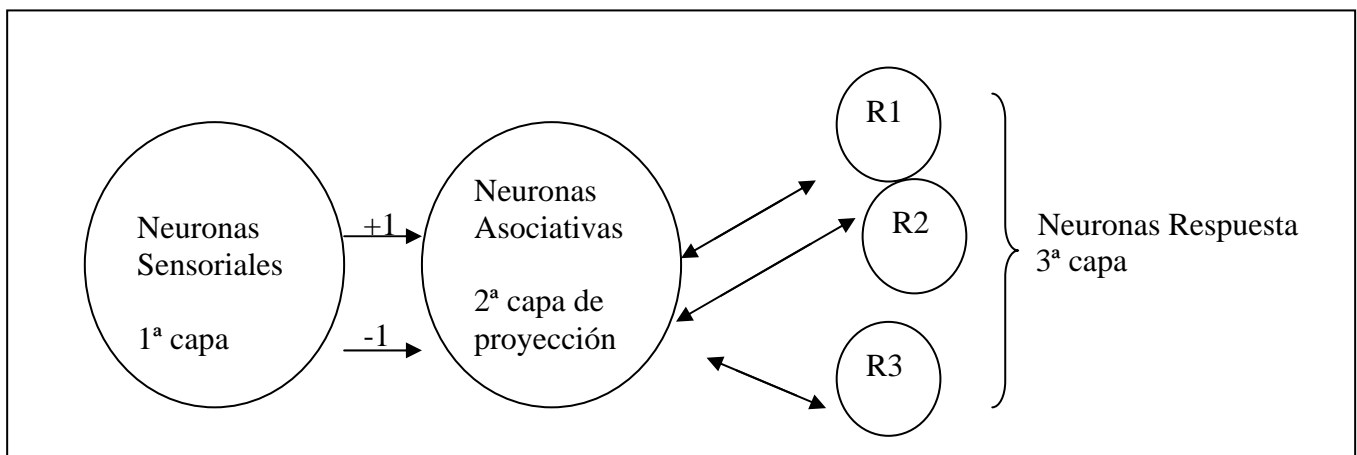 Neuronas
Sensoriales
1ª capa
+1
-1
Neuronas
Asociativas
2ª capa de
proyección
R1
R2
R3
Neuronas Respuesta
3ª capa